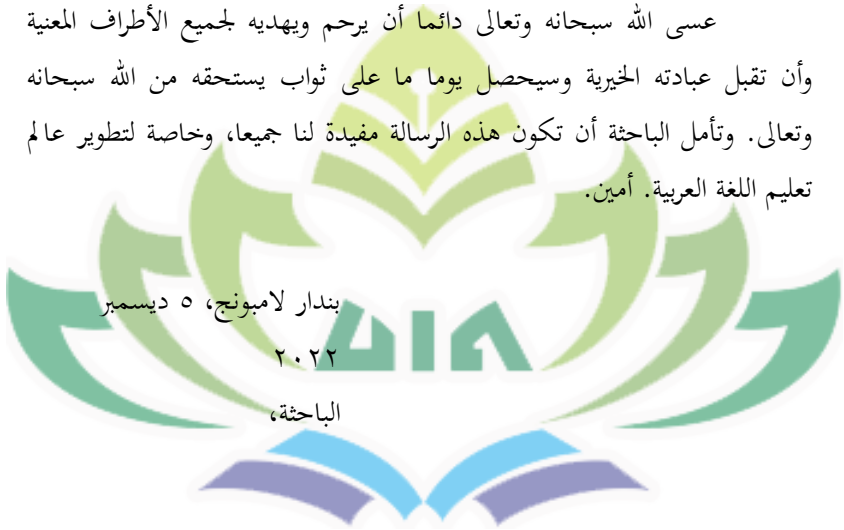 عسى الله سبحانه وتعالى دائما أن يرحم ويهديه لجميع الأطراف المعنية
وأن تقبل عبادته الخيرية وسيحصل يوما ما على ثواب يستحقه من الله سبحانه
وتعالى. وتأمل الباحثة أن تكون هذه الرسالة مفيدة لنا جميعا، وخاصة لتطوير عالم
تعليم اللغة العربية. أمين.
بندار لامبونج، ٥ ديسمبر
٢٠٢٢
الباحثة،